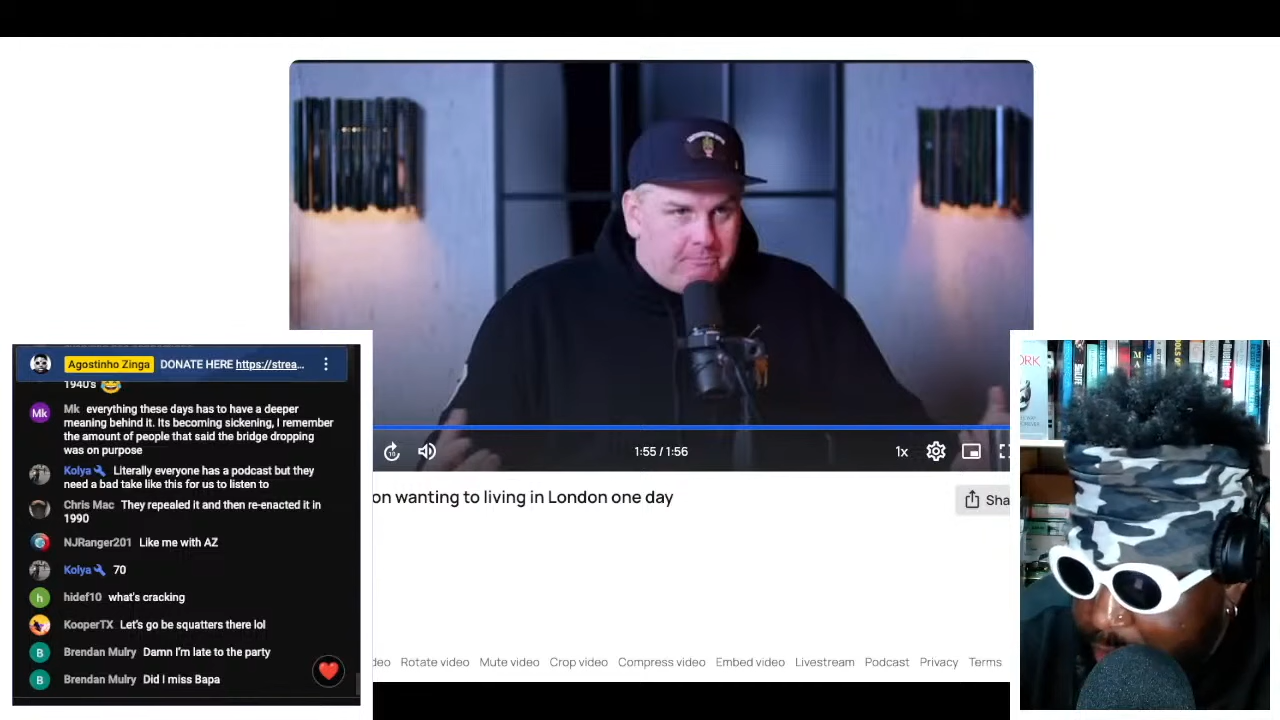 1:55 / 1:56
1x
on wanting to living in London one day
Sha
Agostinho Zinga DONATE HERE https://strea...
1940's 😂
Mk everything these days has to have a deeper
meaning behind it. Its becoming sickening, I remember
the amount of people that said the bridge dropping
was on purpose
Kolya Literally everyone has a podcast but they
need a bad take like this for us to listen to
Chris Mac They repealed it and then re-enacted it in
1990
NJRanger201 Like me with AZ
Kolya 70
hidef10 what's cracking
KooperTX Let's go be squatters there lol
Brendan Mulry Damn I'm late to the party
Brendan Mulry Did I miss Bapa
deo Rotate video Mute video Crop video Compress video Embed video Livestream Podcast Privacy Terms